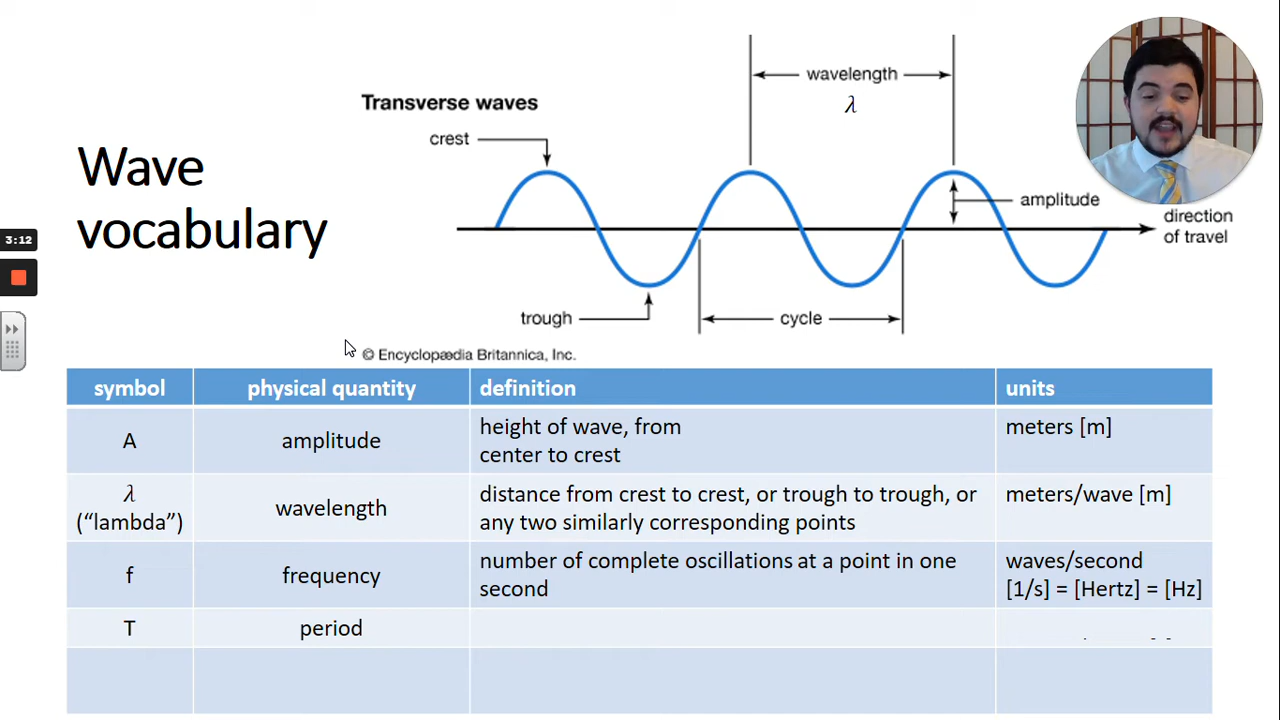 wavelength
λ
Transverse waves
crest
amplitude
direction
of travel
Wave
vocabulary
3:12
trough
cycle
© Encyclopædia Britannica, Inc.
symbol physical quantity definition units
A amplitude height of wave, from
center to crest meters [m]
λ
("lambda") wavelength distance from crest to crest, or trough to trough, or
any two similarly corresponding points meters/wave [m]
f frequency number of complete oscillations at a point in one
second waves/second
[1/s] = [Hertz] = [Hz]
T period